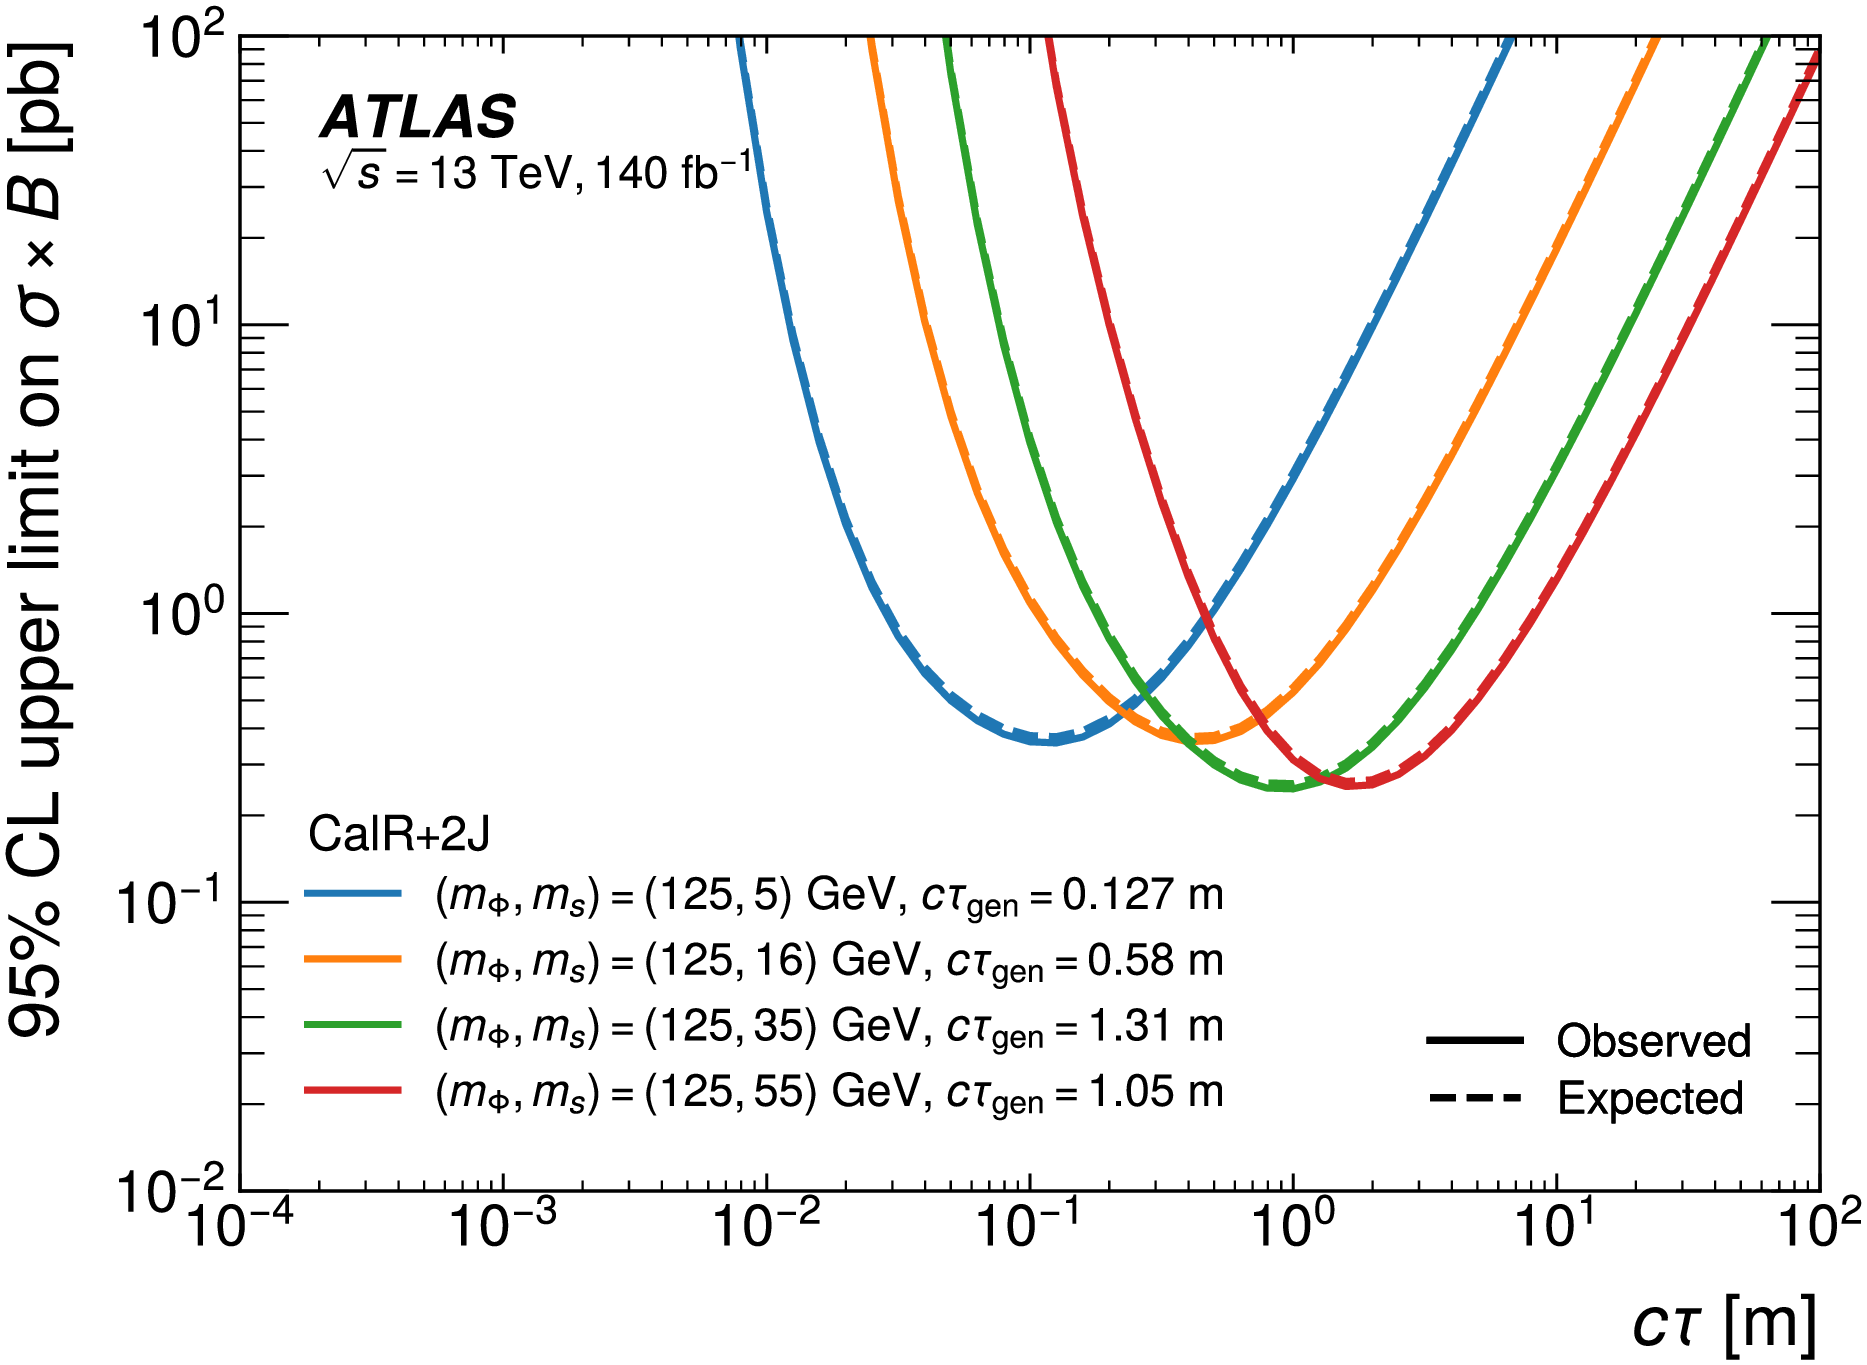 95% CL upper limit on σ × B [pb]
10²
10¹
10⁰
10⁻¹
10⁻²
ATLAS
√s = 13 TeV, 140 fb⁻¹
CalR+2J
(m_Φ, m_s) = (125, 5) GeV, cτ_gen = 0.127 m
(m_Φ, m_s) = (125, 16) GeV, cτ_gen = 0.58 m
(m_Φ, m_s) = (125, 35) GeV, cτ_gen = 1.31 m
(m_Φ, m_s) = (125, 55) GeV, cτ_gen = 1.05 m
Observed
Expected
10⁻⁴ 10⁻³ 10⁻² 10⁻¹ 10⁰ 10¹ 10²
cτ [m]